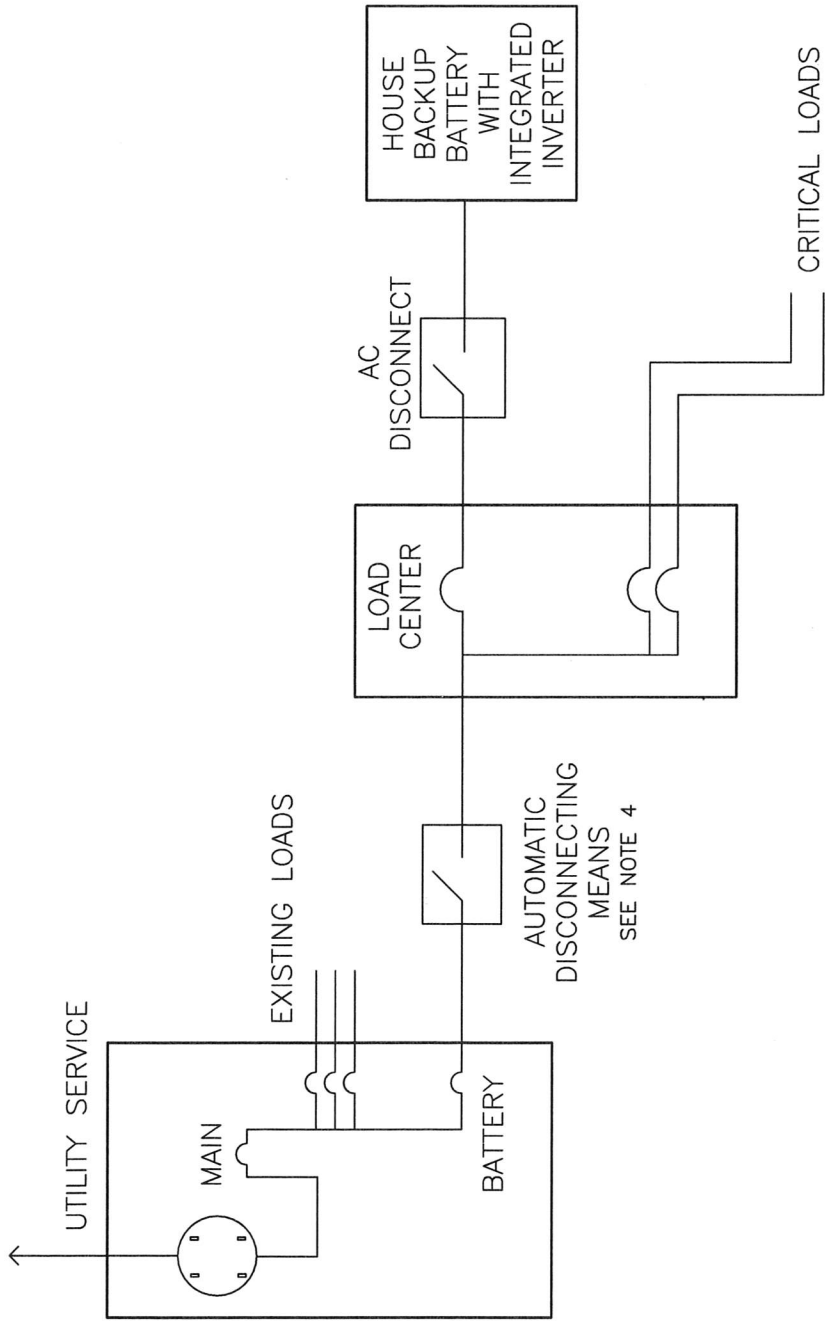 UTILITY SERVICE
MAIN
EXISTING LOADS
BATTERY
AUTOMATIC
DISCONNECTING
MEANS
SEE NOTE 4
LOAD
CENTER
AC
DISCONNECT
HOUSE
BACKUP
BATTERY
WITH
INTEGRATED
INVERTER
CRITICAL LOADS